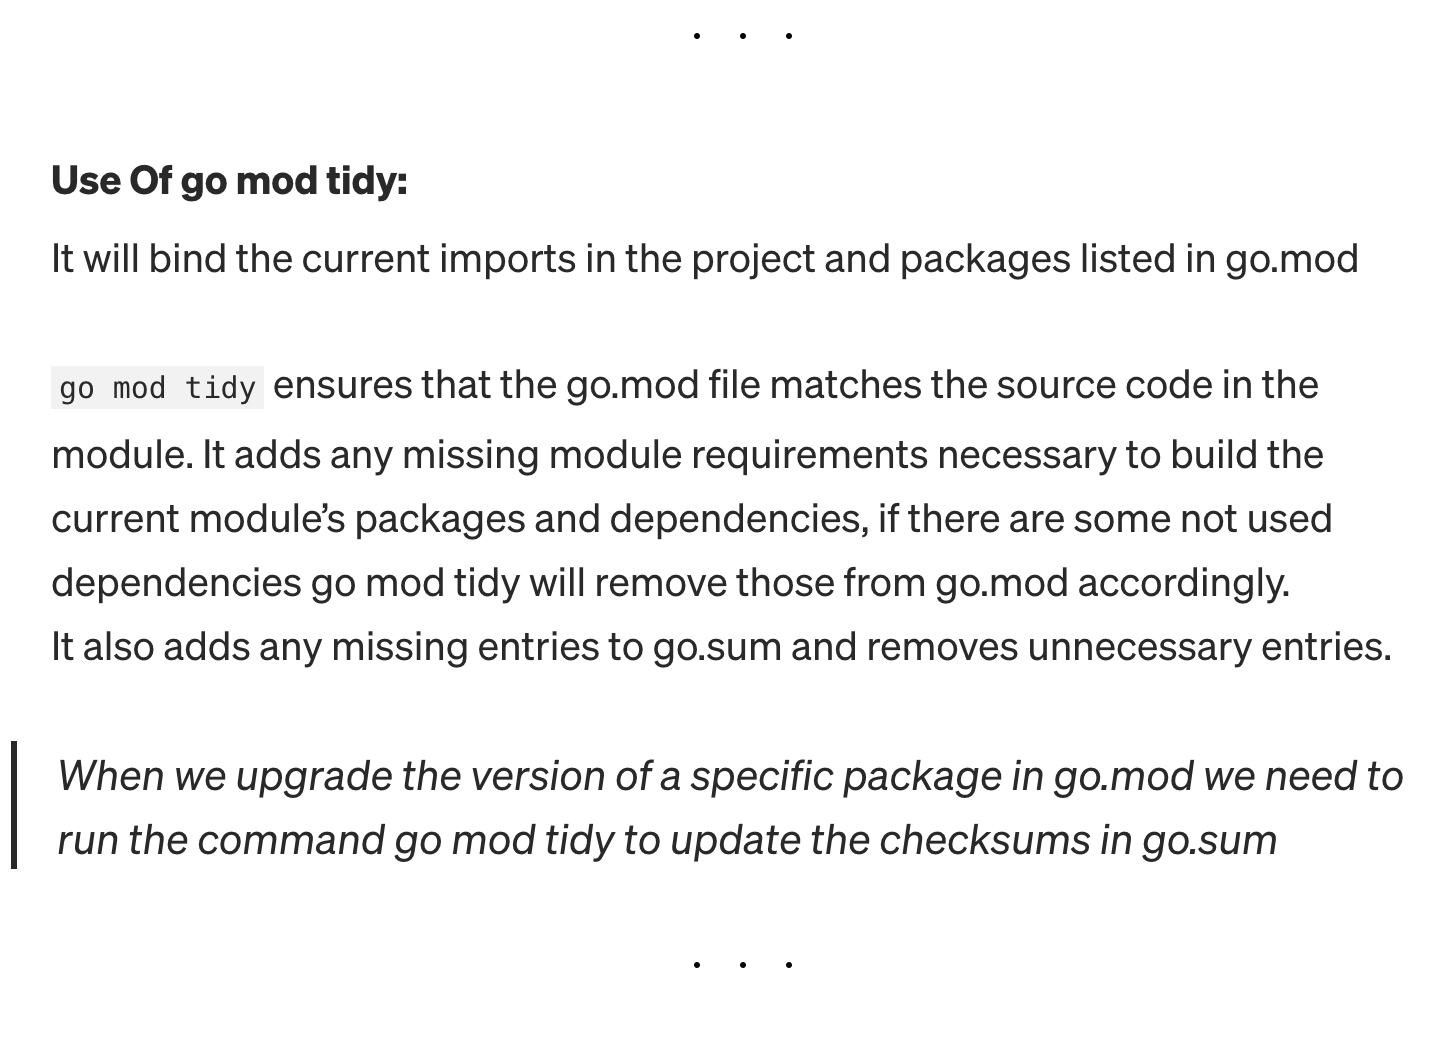 Use Of go mod tidy:
It will bind the current imports in the project and packages listed in go.mod
go mod tidy ensures that the go.mod file matches the source code in the
module. It adds any missing module requirements necessary to build the
current module’s packages and dependencies, if there are some not used
dependencies go mod tidy will remove those from go.mod accordingly.
It also adds any missing entries to go.sum and removes unnecessary entries.
When we upgrade the version of a specific package in go.mod we need to
run the command go mod tidy to update the checksums in go.sum